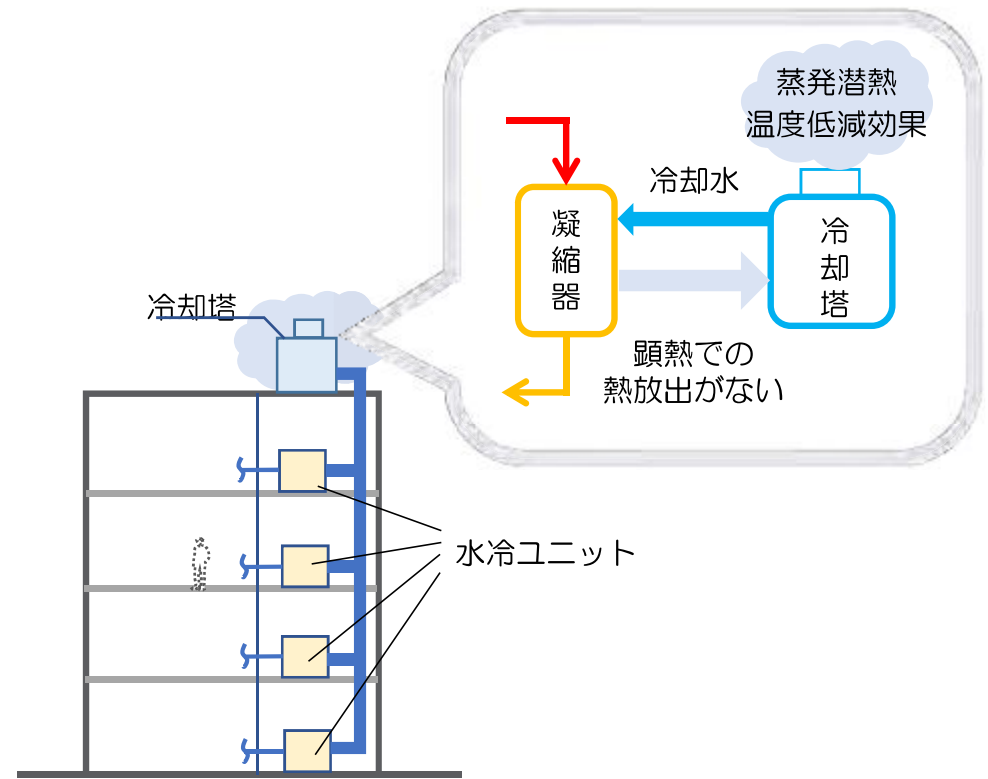 蒸発潜熱
温度低減効果
冷却水
凝縮器
冷却塔
顕熱での
熱放出がない
冷却塔
水冷ユニット